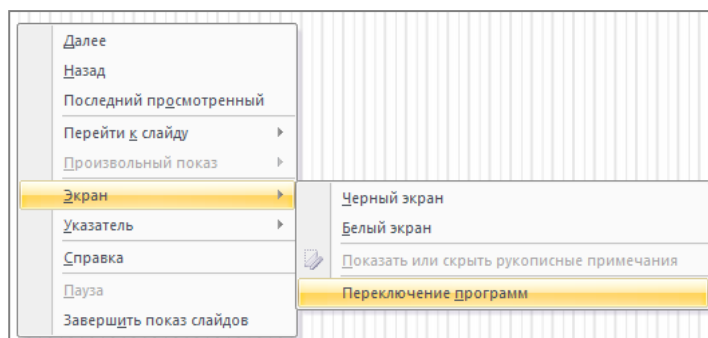 Далее
Назад
Последний просмотренный
Перейти к слайду
Произвольный показ
Экран
Указатель
Справка
Пауза
Завершить показ слайдов
Черный экран
Белый экран
Показать или скрыть рукописные примечания
Переключение программ